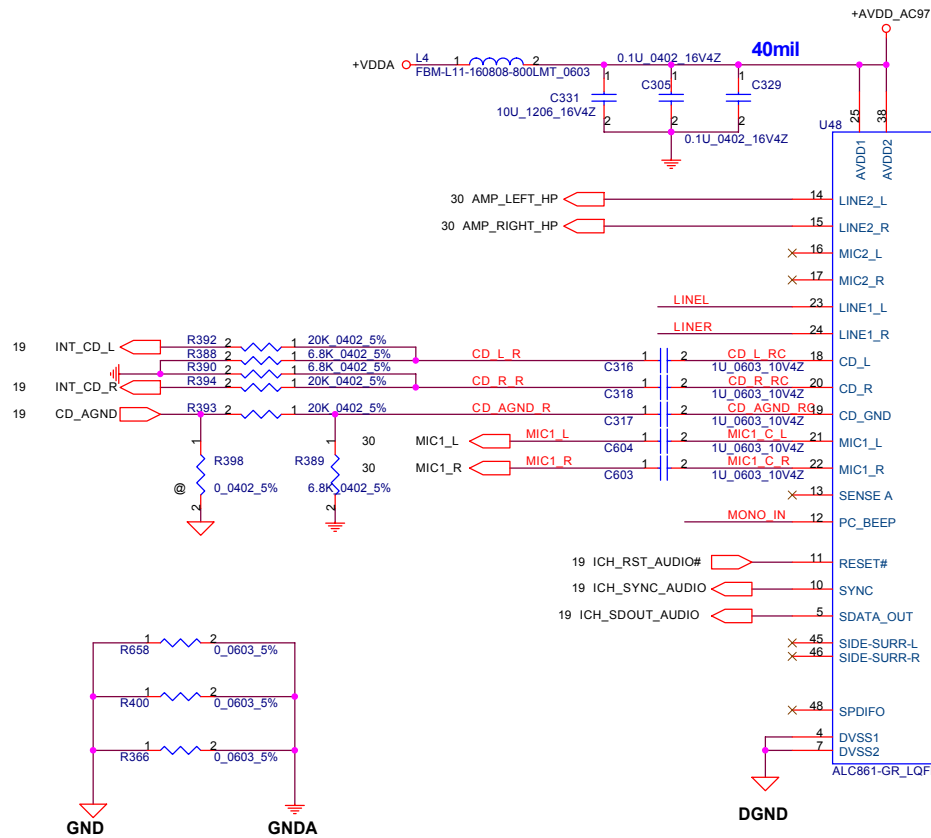 +AVDD_AC97
40mil
+VDDA
L4
1
2
FBM-L11-160808-800LMT_0603
0.1U_0402_16V4Z
1
1
1
C331
C305
C329
10U_1206_16V4Z
2
2
2
0.1U_0402_16V4Z
U48
25
38
AVDD1
AVDD2
30 AMP_LEFT_HP
14
LINE2_L
30 AMP_RIGHT_HP
15
LINE2_R
16
MIC2_L
17
MIC2_R
LINEL
23
LINE1_L
LINER
24
LINE1_R
19 INT_CD_L
R392
2
1
20K_0402_5%
R388
2
1
6.8K_0402_5%
CD_L_R
C316
1
2
CD_L_RC
1U_0603_10V4Z
18
CD_L
R390
2
1
6.8K_0402_5%
19 INT_CD_R
R394
2
1
20K_0402_5%
CD_R_R
C318
1
2
CD_R_RC
1U_0603_10V4Z
20
CD_R
19 CD_AGND
R393
2
1
20K_0402_5%
CD_AGND_R
C317
1
2
CD_AGND_RC
1U_0603_10V4Z
19
CD_GND
30
MIC1_L
MIC1_L
C604
1
2
MIC1_C_L
1U_0603_10V4Z
21
MIC1_L
30
MIC1_R
MIC1_R
C603
1
2
MIC1_C_R
1U_0603_10V4Z
22
MIC1_R
1
R398
@
0_0402_5%
2
1
R389
6.8K_0402_5%
2
13
SENSE A
MONO_IN
12
PC_BEEP
19 ICH_RST_AUDIO#
11
RESET#
19 ICH_SYNC_AUDIO
10
SYNC
19 ICH_SDOUT_AUDIO
5
SDATA_OUT
45
SIDE-SURR-L
46
SIDE-SURR-R
48
SPDIFO
4
DVSS1
7
DVSS2
ALC861-GR_LQF
R658
1
2
0_0603_5%
R400
1
2
0_0603_5%
R366
1
2
0_0603_5%
GND
GNDA
DGND